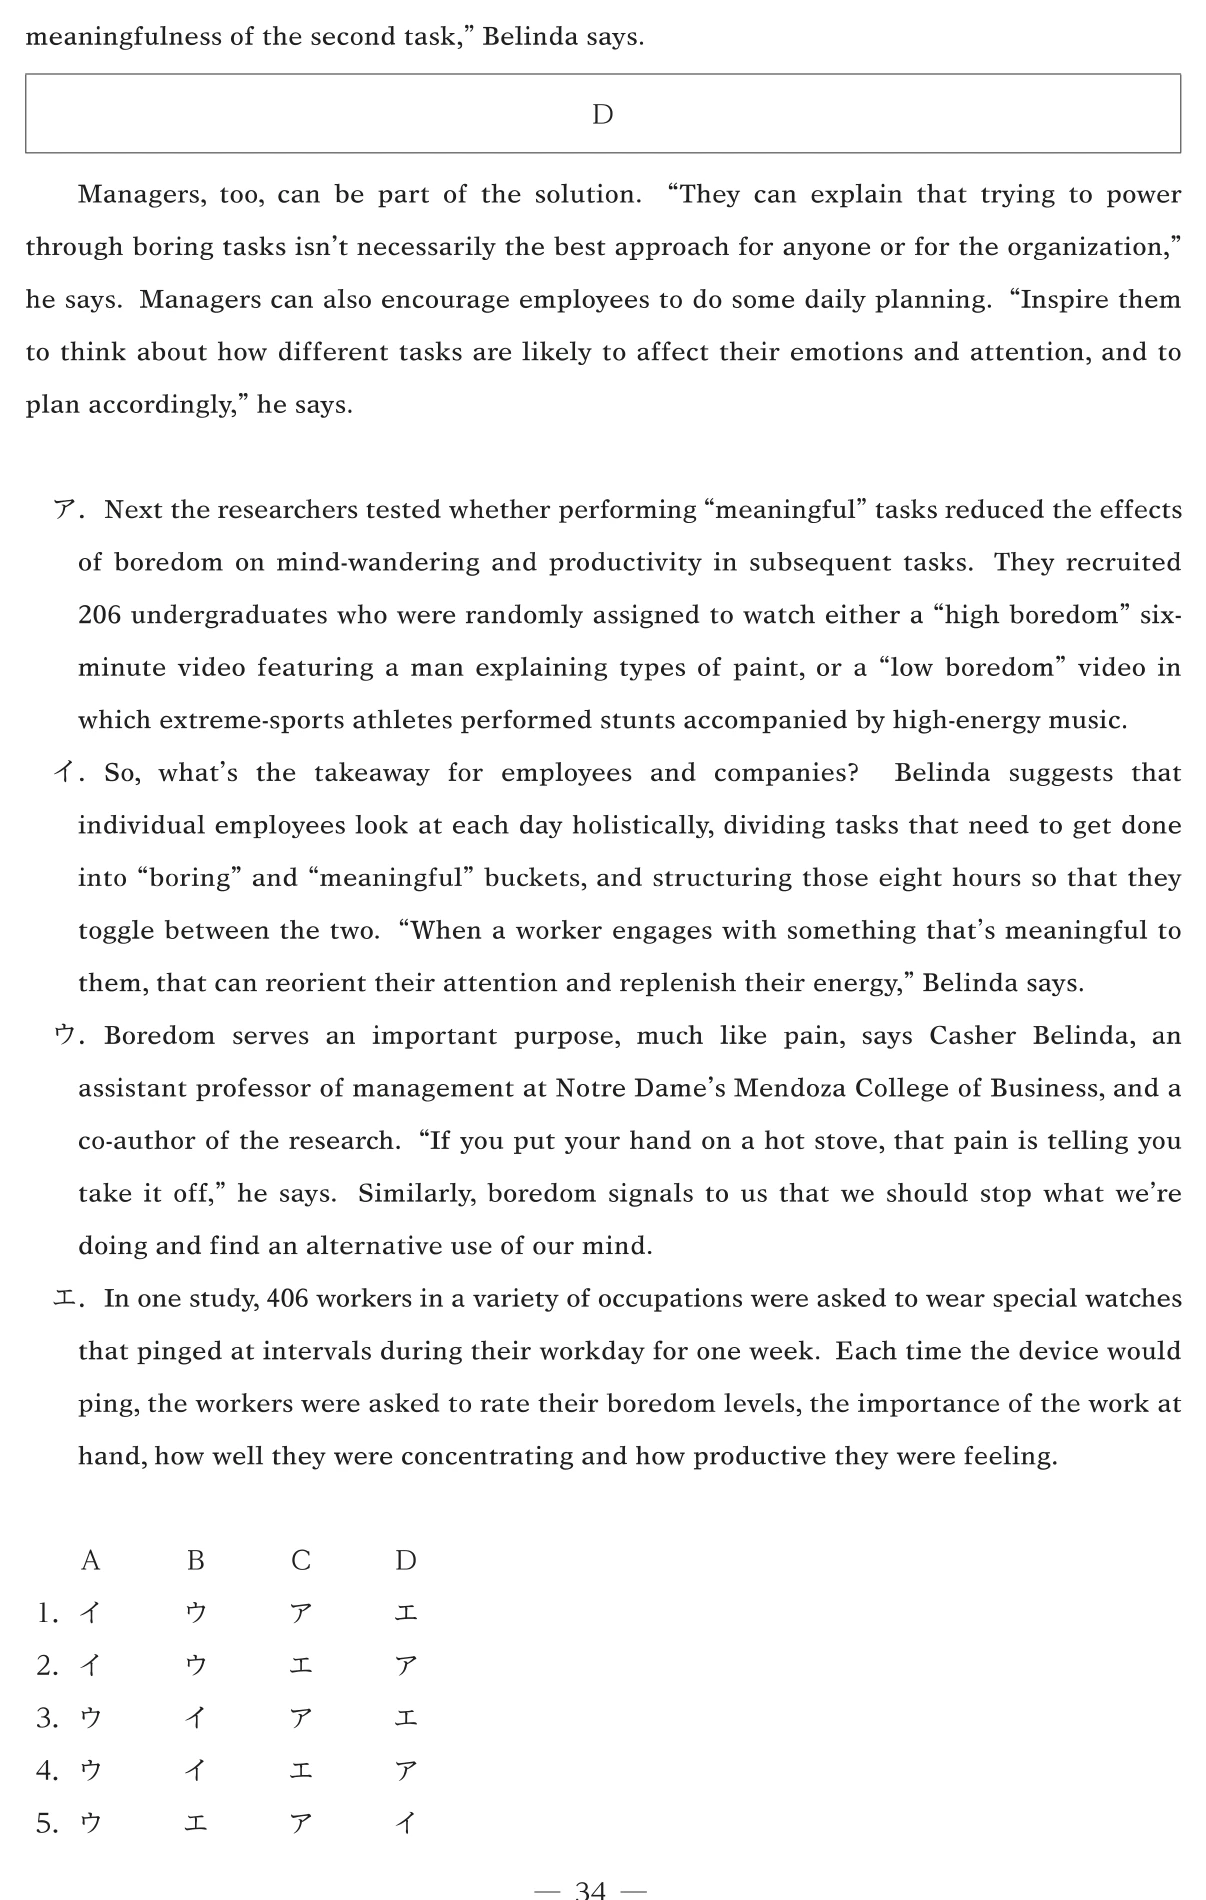 meaningfulness of the second task,” Belinda says.
D
Managers, too, can be part of the solution. “They can explain that trying to power
through boring tasks isn’t necessarily the best approach for anyone or for the organization,”
he says. Managers can also encourage employees to do some daily planning. “Inspire them
to think about how different tasks are likely to affect their emotions and attention, and to
plan accordingly,” he says.
ア. Next the researchers tested whether performing “meaningful” tasks reduced the effects
of boredom on mind-wandering and productivity in subsequent tasks. They recruited
206 undergraduates who were randomly assigned to watch either a “high boredom” six-
minute video featuring a man explaining types of paint, or a “low boredom” video in
which extreme-sports athletes performed stunts accompanied by high-energy music.
イ. So, what’s the takeaway for employees and companies? Belinda suggests that
individual employees look at each day holistically, dividing tasks that need to get done
into “boring” and “meaningful” buckets, and structuring those eight hours so that they
toggle between the two. “When a worker engages with something that’s meaningful to
them, that can reorient their attention and replenish their energy,” Belinda says.
ウ. Boredom serves an important purpose, much like pain, says Casher Belinda, an
assistant professor of management at Notre Dame’s Mendoza College of Business, and a
co-author of the research. “If you put your hand on a hot stove, that pain is telling you
take it off,” he says. Similarly, boredom signals to us that we should stop what we’re
doing and find an alternative use of our mind.
エ. In one study, 406 workers in a variety of occupations were asked to wear special watches
that pinged at intervals during their workday for one week. Each time the device would
ping, the workers were asked to rate their boredom levels, the importance of the work at
hand, how well they were concentrating and how productive they were feeling.
A B C D
1. イ ウ ア エ
2. イ ウ エ ア
3. ウ イ ア エ
4. ウ イ エ ア
5. ウ エ ア イ
— 34 —